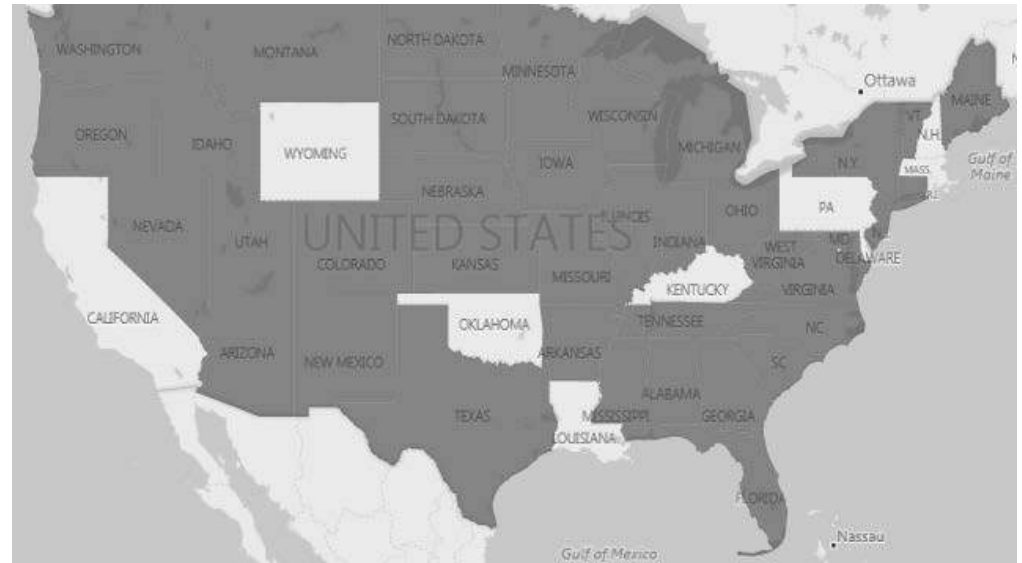 WASHINGTON
MONTANA
NORTH DAKOTA
MINNESOTA
Ottawa
MAINE
OREGON
IDAHO
SOUTH DAKOTA
WISCONSIN
MICHIGAN
VT.
N.H.
WYOMING
IOWA
N.Y.
MASS.
Gulf of
Maine
NEBRASKA
R.I.
NEVADA
UTAH
UNITED STATES
ILLINOIS
OHIO
PA
COLORADO
KANSAS
INDIANA
WEST
VIRGINIA
MD
DELAWARE
MISSOURI
KENTUCKY
VIRGINIA
CALIFORNIA
OKLAHOMA
TENNESSEE
NC
ARIZONA
NEW MEXICO
ARKANSAS
SC
ALABAMA
TEXAS
MISSISSIPPI
GEORGIA
LOUISIANA
FLORIDA
Nassau
Gulf of Mexico